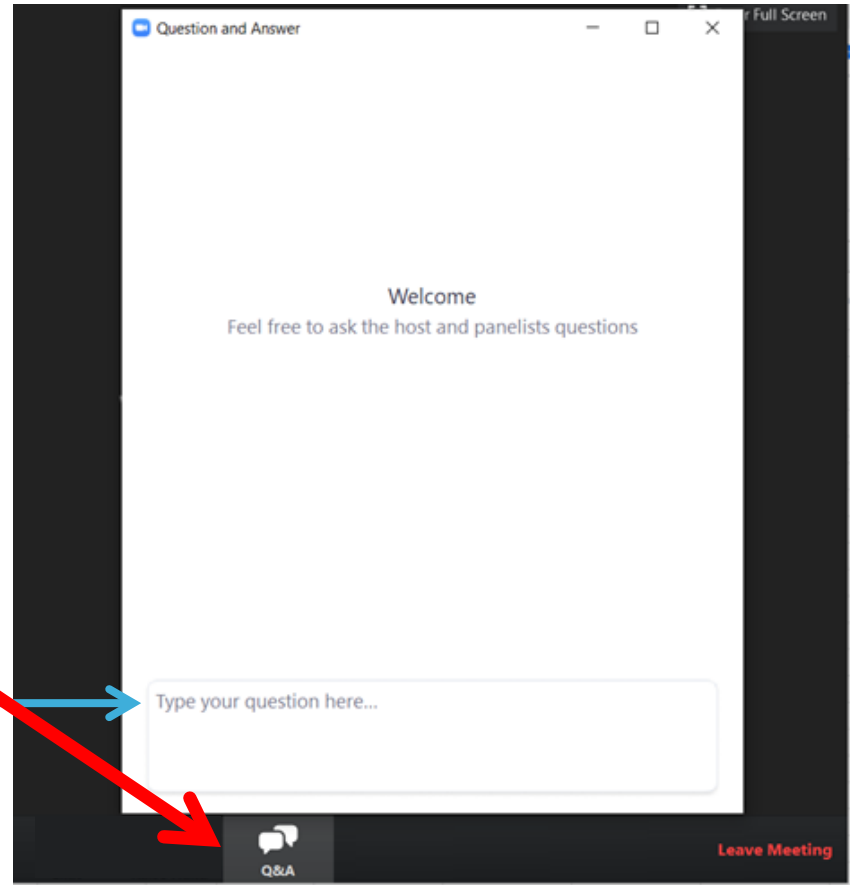 Question and Answer
r Full Screen
Welcome
Feel free to ask the host and panelists questions
Type your question here...
Q&A
Leave Meeting